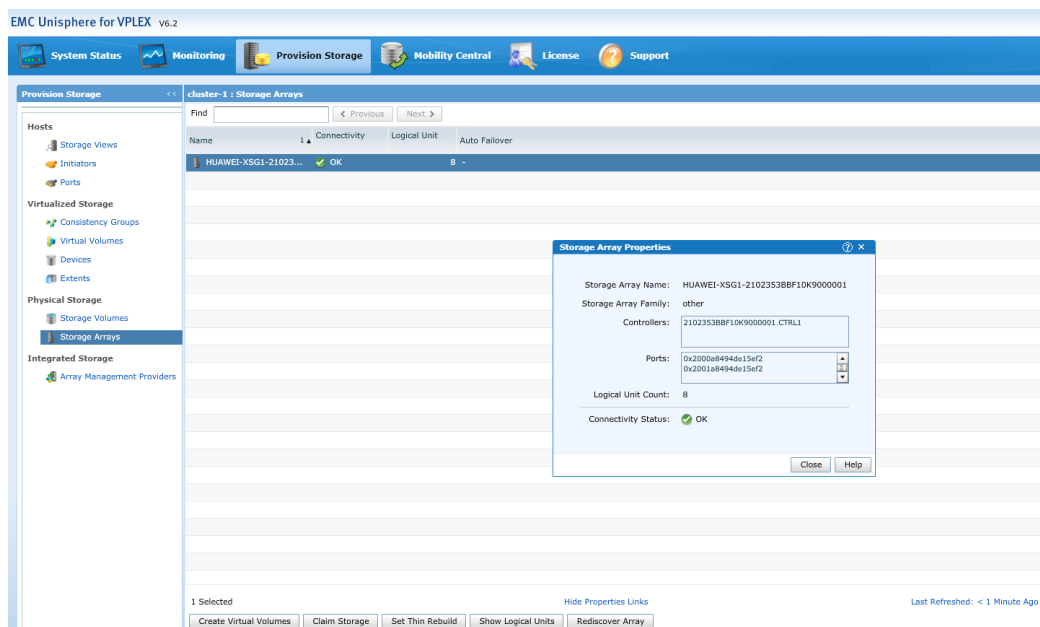 EMC Unisphere for VPLEX V6.2
System Status Monitoring Provision Storage Mobility Central License Support
Provision Storage <<
Hosts
Storage Views
Initiators
Ports
Virtualized Storage
Consistency Groups
Virtual Volumes
Devices
Extents
Physical Storage
Storage Volumes
Storage Arrays
Integrated Storage
Array Management Providers
cluster-1 : Storage Arrays
Find Previous Next
Name 1 Connectivity Logical Unit Auto Failover
HUAWEI-XSG1-21023... OK 8 -
Storage Array Properties
Storage Array Name: HUAWEI-XSG1-2102353BBF10K9000001
Storage Array Family: other
Controllers: 2102353BBF10K9000001.CTRL1
Ports: 0x2000a8494de15ef2
0x2001a8494de15ef2
Logical Unit Count: 8
Connectivity Status: OK
Close Help
1 Selected Hide Properties Links Last Refreshed: < 1 Minute Ago
Create Virtual Volumes Claim Storage Set Thin Rebuild Show Logical Units Rediscover Array